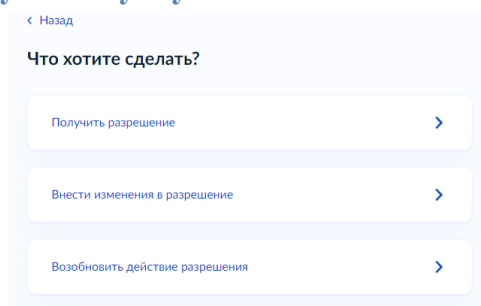 Назад
Что хотите сделать?
Получить разрешение
Внести изменения в разрешение
Возобновить действие разрешения